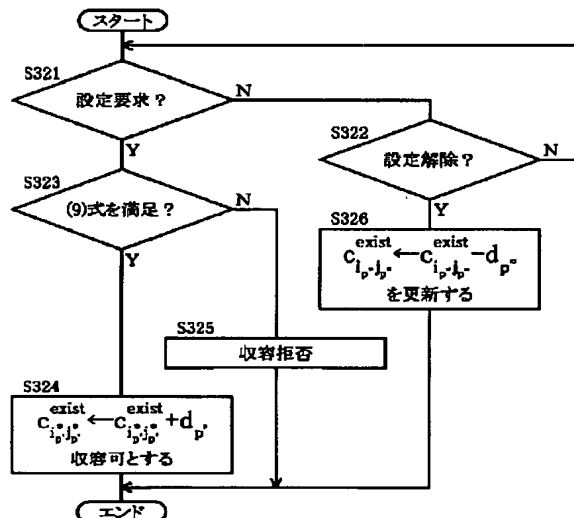 スタート
S321
設定要求？
N
Y
S322
設定解除？
N
Y
S323
(9)式を満足？
N
Y
S326
を更新する
S325
収容拒否
S324
収容可とする
エンド